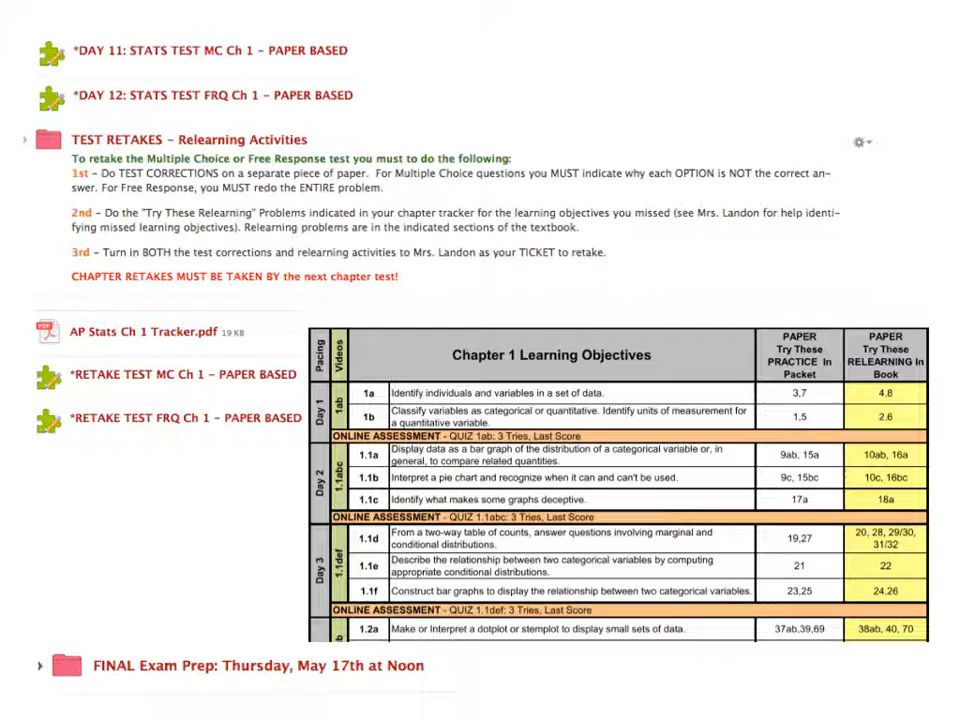 *DAY 11: STATS TEST MC Ch 1 – PAPER BASED
*DAY 12: STATS TEST FRQ Ch 1 – PAPER BASED
TEST RETAKES – Relearning Activities
To retake the Multiple Choice or Free Response test you must to do the following:
1st – Do TEST CORRECTIONS on a separate piece of paper. For Multiple Choice questions you MUST indicate why each OPTION is NOT the correct an–
swer. For Free Response, you MUST redo the ENTIRE problem.
2nd – Do the "Try These Relearning" Problems indicated in your chapter tracker for the learning objectives you missed (see Mrs. Landon for help identi–
fying missed learning objectives). Relearning problems are in the indicated sections of the textbook.
3rd – Turn in BOTH the test corrections and relearning activities to Mrs. Landon as your TICKET to retake.
CHAPTER RETAKES MUST BE TAKEN BY the next chapter test!
PDF
AP Stats Ch 1 Tracker.pdf 19 KB
*RETAKE TEST MC Ch 1 – PAPER BASED
*RETAKE TEST FRQ Ch 1 – PAPER BASED
Pacing
Videos
Chapter 1 Learning Objectives
PAPER
Try These
PRACTICE In
Packet
PAPER
Try These
RELEARNING In
Book
Day 1
1ab
1a Identify individuals and variables in a set of data. 3,7 4,8
1b Classify variables as categorical or quantitative. Identify units of measurement for
a quantitative variable. 1,5 2,6
ONLINE ASSESSMENT - QUIZ 1ab: 3 Tries, Last Score
Day 2
1.1abc
1.1a Display data as a bar graph of the distribution of a categorical variable or, in
general, to compare related quantities. 9ab, 15a 10ab, 16a
1.1b Interpret a pie chart and recognize when it can and can't be used. 9c, 15bc 10c, 16bc
1.1c Identify what makes some graphs deceptive. 17a 18a
ONLINE ASSESSMENT - QUIZ 1.1abc: 3 Tries, Last Score
Day 3
1.1def
1.1d From a two-way table of counts, answer questions involving marginal and
conditional distributions. 19,27 20, 28, 29/30,
31/32
1.1e Describe the relationship between two categorical variables by computing
appropriate conditional distributions. 21 22
1.1f Construct bar graphs to display the relationship between two categorical variables. 23,25 24,26
ONLINE ASSESSMENT - QUIZ 1.1def: 3 Tries, Last Score
b
1.2a Make or Interpret a dotplot or stemplot to display small sets of data. 37ab,39,69 38ab, 40, 70
FINAL Exam Prep: Thursday, May 17th at Noon